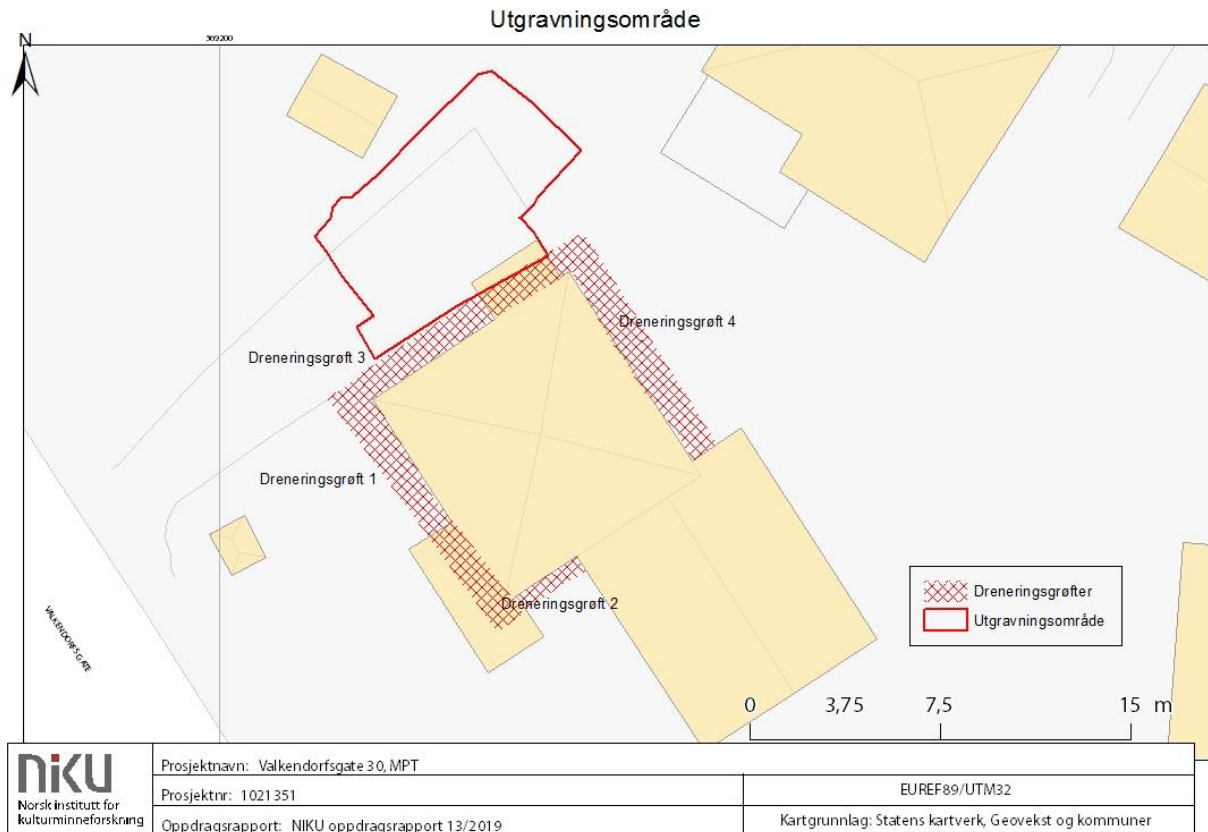 Utgravningsområde
N
369200
Dreneringsgrøft 4
Dreneringsgrøft 3
Dreneringsgrøft 1
Dreneringsgrøft 2
VALKENDORFSGATE
Dreneringsgrøfter
Utgravningsområde
0 3,75 7,5 15 m
niku
Norsk institutt for
kulturminneforskning
Prosjektnavn: Valkendorfsgate 30, MPT
Prosjektnr: 1021351
Oppdragsrapport: NIKU oppdragsrapport 13/2019
EUREF89/UTM32
Kartgrunnlag: Statens kartverk, Geovekst og kommuner